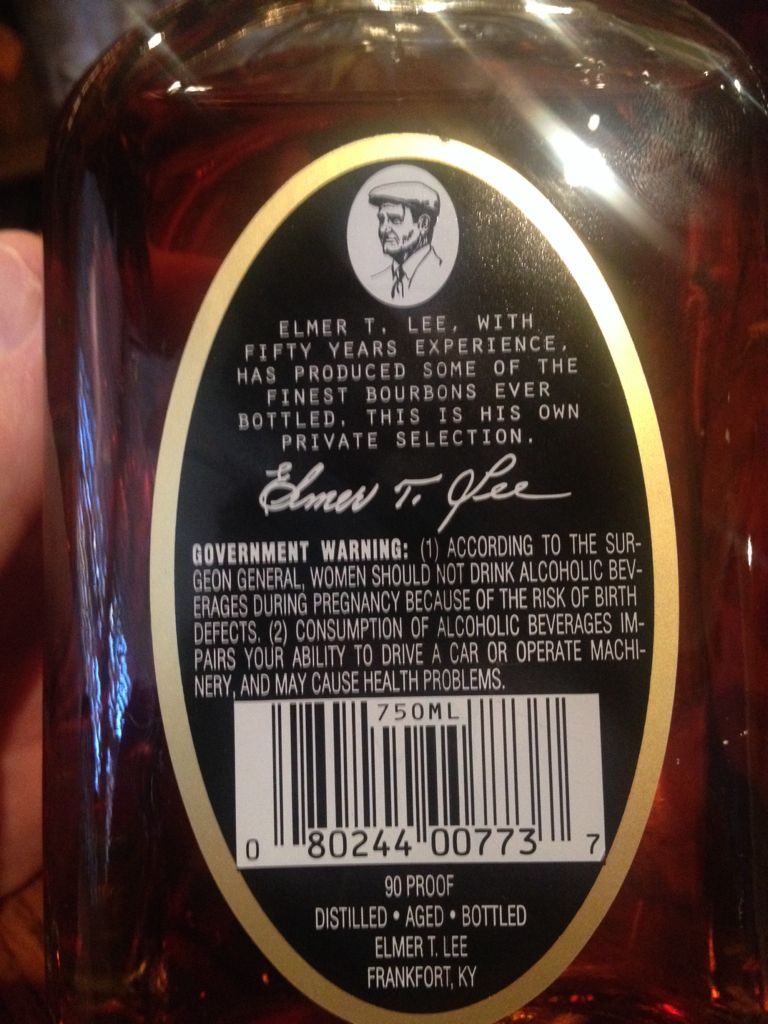 ELMER T. LEE, WITH
FIFTY YEARS EXPERIENCE,
HAS PRODUCED SOME OF THE
FINEST BOURBONS EVER
BOTTLED. THIS IS HIS OWN
PRIVATE SELECTION.
Elmer T. Lee
GOVERNMENT WARNING: (1) ACCORDING TO THE SUR-
GEON GENERAL, WOMEN SHOULD NOT DRINK ALCOHOLIC BEV-
ERAGES DURING PREGNANCY BECAUSE OF THE RISK OF BIRTH
DEFECTS. (2) CONSUMPTION OF ALCOHOLIC BEVERAGES IM-
PAIRS YOUR ABILITY TO DRIVE A CAR OR OPERATE MACHI-
NERY, AND MAY CAUSE HEALTH PROBLEMS.
750ML
0 80244 00773 7
90 PROOF
DISTILLED • AGED • BOTTLED
ELMER T. LEE
FRANKFORT, KY